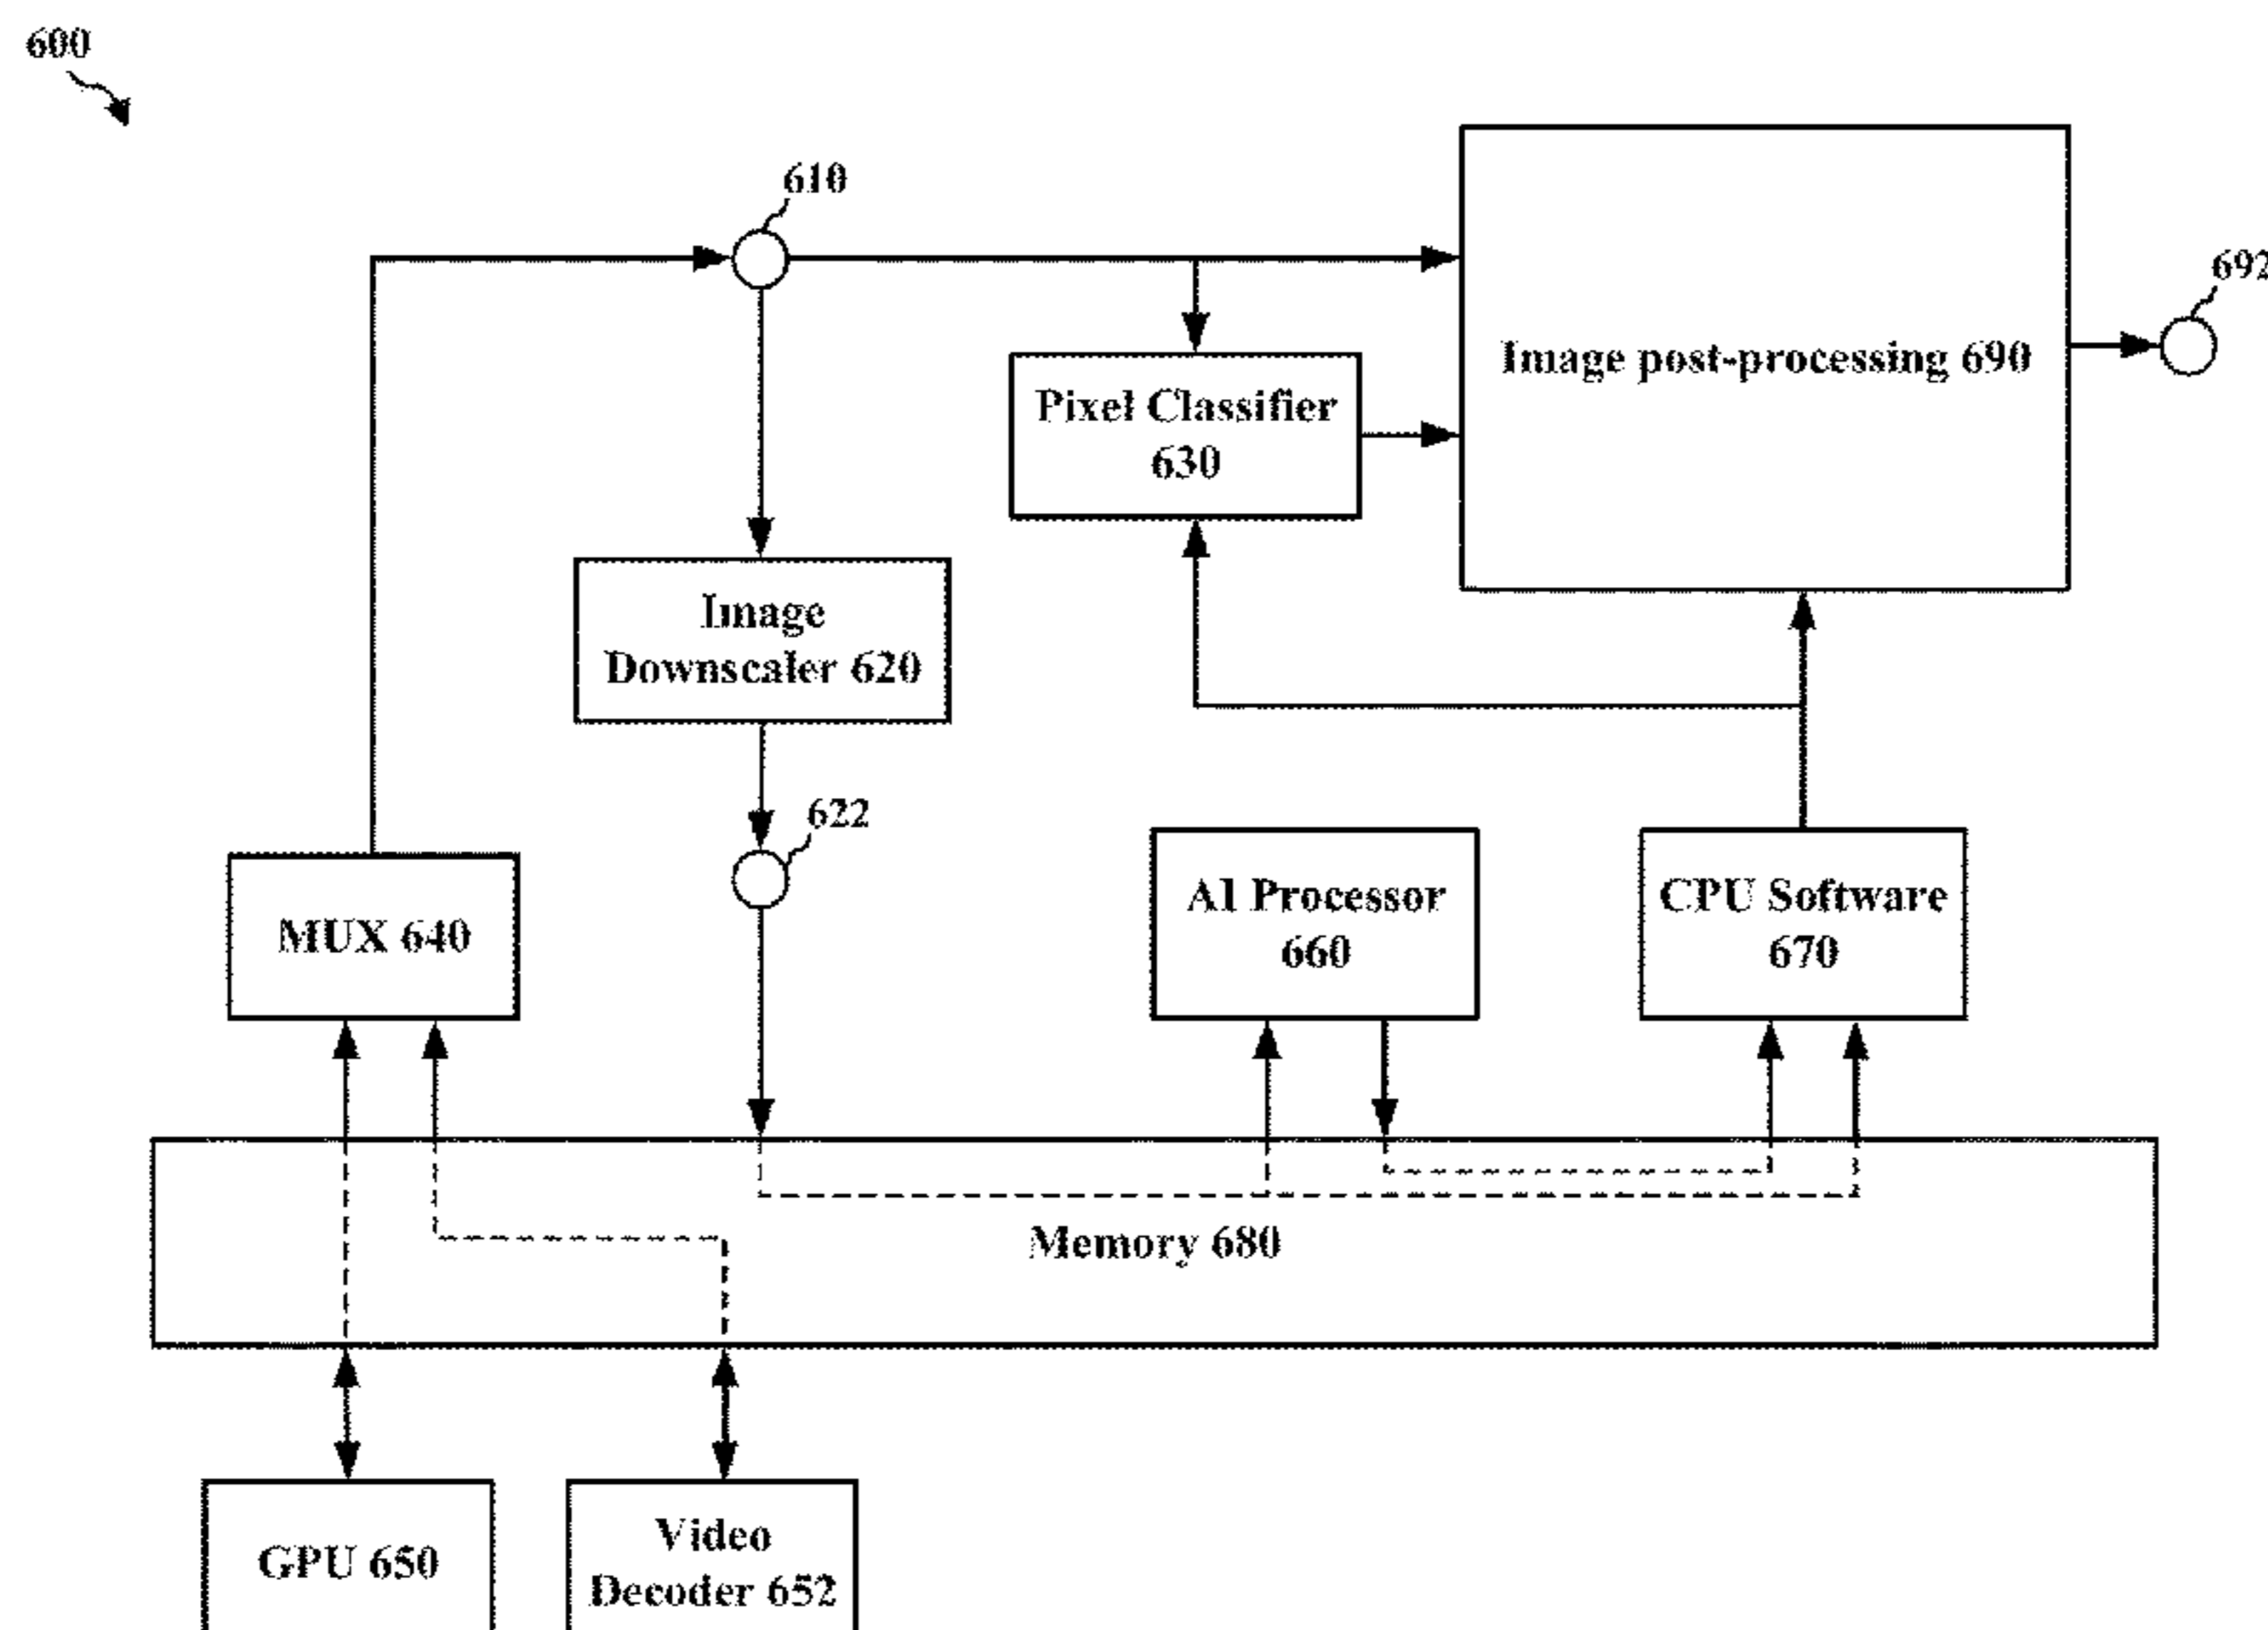 600
610
692
Image post-processing 690
Pixel Classifier
630
Image
Downscaler 620
622
MUX 640
AI Processor
660
CPU Software
670
Memory 680
GPU 650
Video
Decoder 652